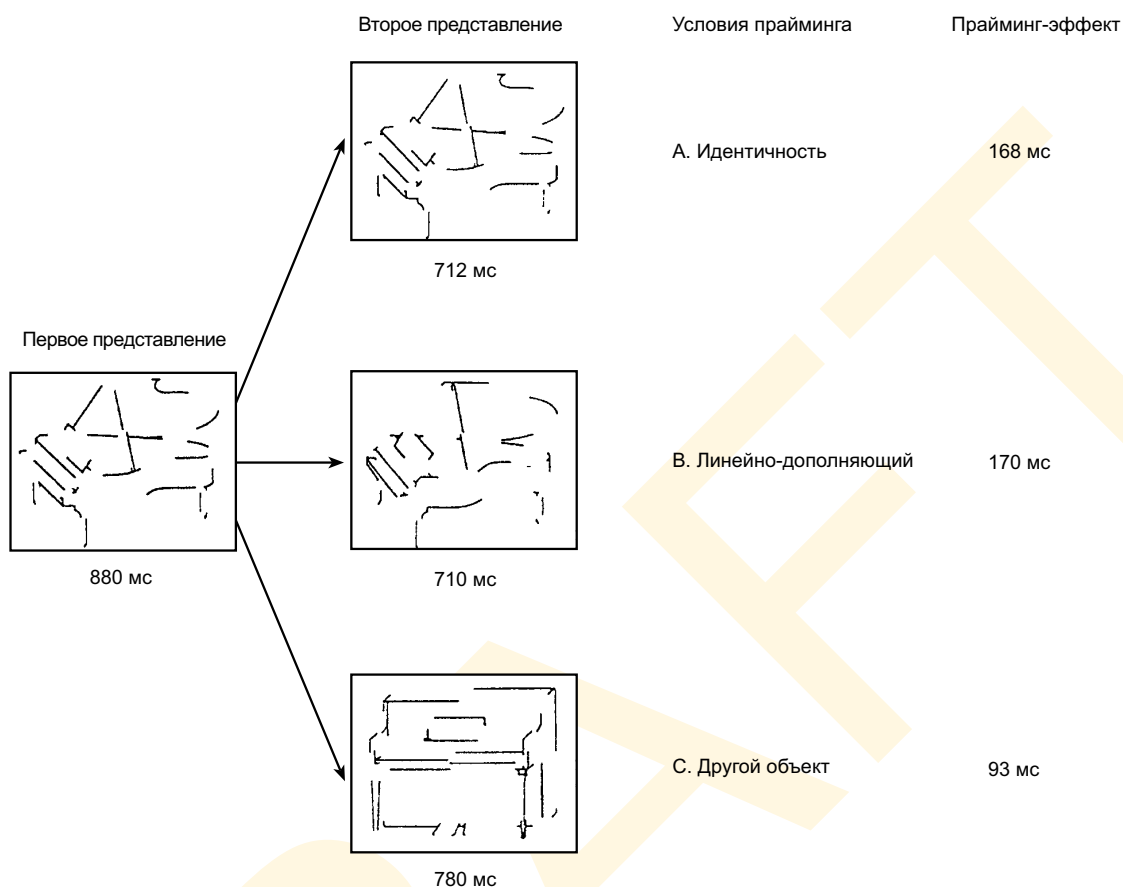 Второе представление
Условия прайминга
Прайминг-эффект
A. Идентичность
168 мс
712 мс
Первое представление
B. Линейно-дополняющий
170 мс
880 мс
710 мс
C. Другой объект
93 мс
780 мс